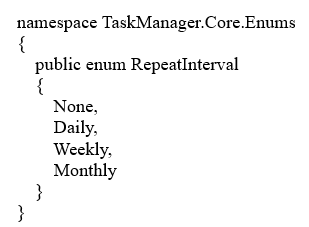 namespace TaskManager.Core.Enums
{
    public enum RepeatInterval
    {
        None,
        Daily,
        Weekly,
        Monthly
    }
}